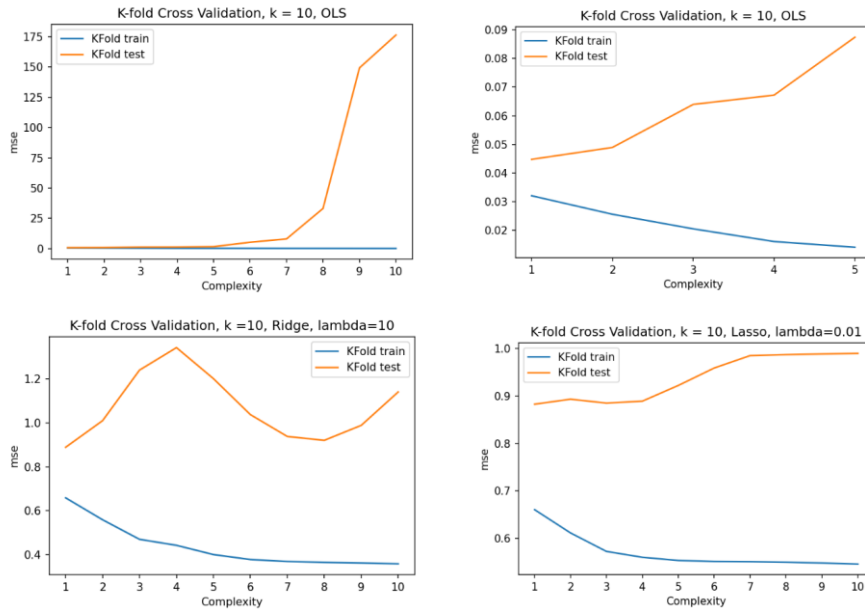 K-fold Cross Validation, k = 10, OLS
KFold train
KFold test
175
150
125
100
75
50
25
0
mse
1 2 3 4 5 6 7 8 9 10
Complexity
K-fold Cross Validation, k = 10, OLS
KFold train
KFold test
0.09
0.08
0.07
0.06
0.05
0.04
0.03
0.02
mse
1 2 3 4 5
Complexity
K-fold Cross Validation, k =10, Ridge, lambda=10
KFold train
KFold test
1.2
1.0
0.8
0.6
0.4
mse
1 2 3 4 5 6 7 8 9 10
Complexity
K-fold Cross Validation, k = 10, Lasso, lambda=0.01
KFold train
KFold test
1.0
0.9
0.8
0.7
0.6
mse
1 2 3 4 5 6 7 8 9 10
Complexity